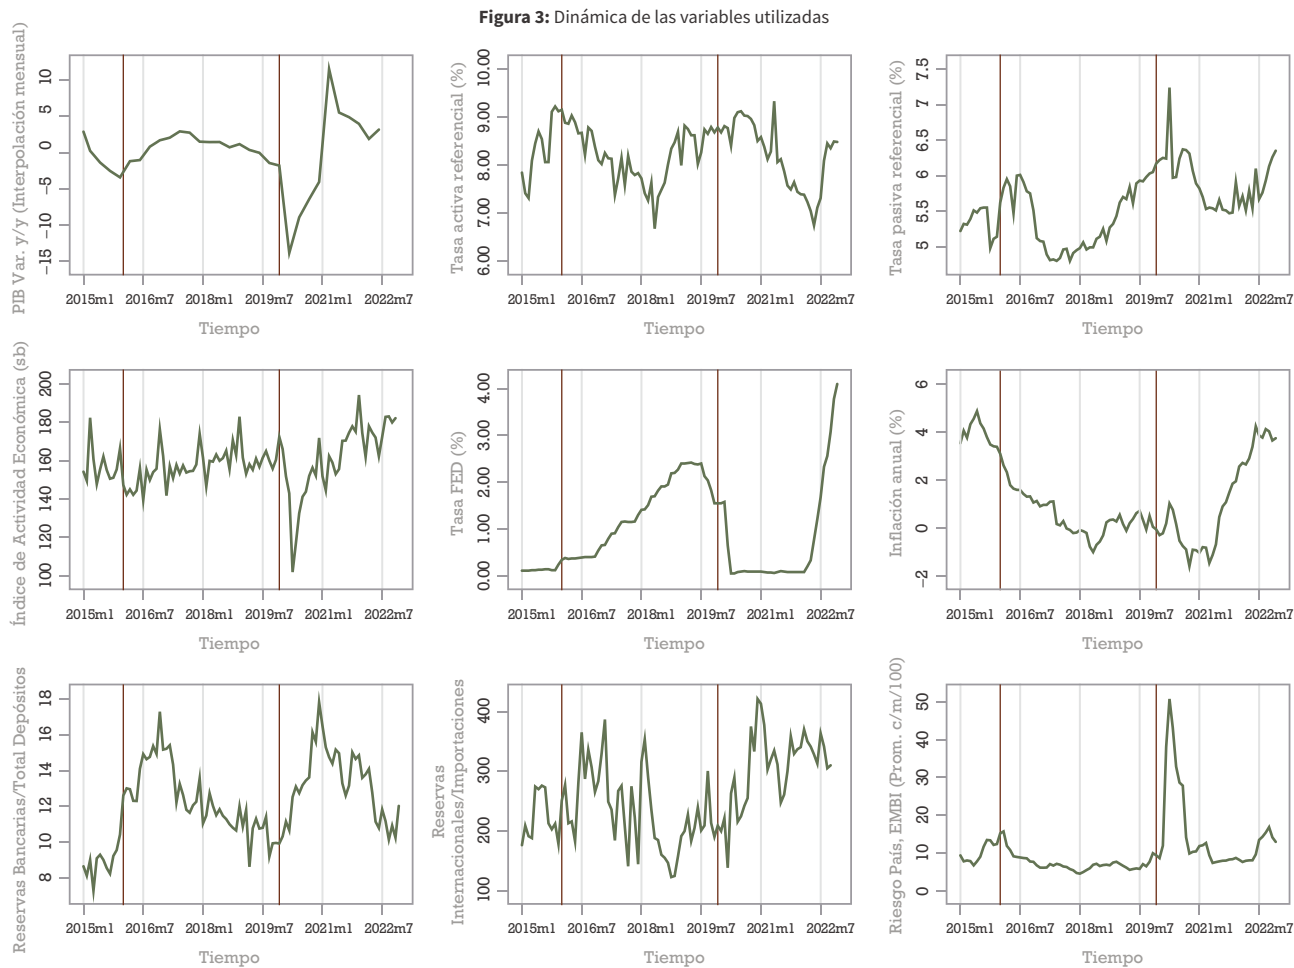 Figura 3: Dinámica de las variables utilizadas
PIB Var. y/y (Interpolación mensual)
10
5
0
−5
−10
−15
2015m1 2016m7 2018m1 2019m7 2021m1 2022m7
Tiempo
Tasa activa referencial (%)
10.00
9.00
8.00
7.00
6.00
2015m1 2016m7 2018m1 2019m7 2021m1 2022m7
Tiempo
Tasa pasiva referencial (%)
7.5
7
6.5
6
5.5
5
2015m1 2016m7 2018m1 2019m7 2021m1 2022m7
Tiempo
Índice de Actividad Económica (sb)
200
180
160
140
120
100
2015m1 2016m7 2018m1 2019m7 2021m1 2022m7
Tiempo
Tasa FED (%)
4.00
3.00
2.00
1.00
0.00
2015m1 2016m7 2018m1 2019m7 2021m1 2022m7
Tiempo
Inflación anual (%)
6
4
2
0
−2
2015m1 2016m7 2018m1 2019m7 2021m1 2022m7
Tiempo
Reservas Bancarias/Total Depósitos
18
16
14
12
10
8
2015m1 2016m7 2018m1 2019m7 2021m1 2022m7
Tiempo
Reservas
Internacionales/Importaciones
400
300
200
100
2015m1 2016m7 2018m1 2019m7 2021m1 2022m7
Tiempo
Riesgo País, EMBI (Prom. c/m/100)
50
40
30
20
10
0
2015m1 2016m7 2018m1 2019m7 2021m1 2022m7
Tiempo